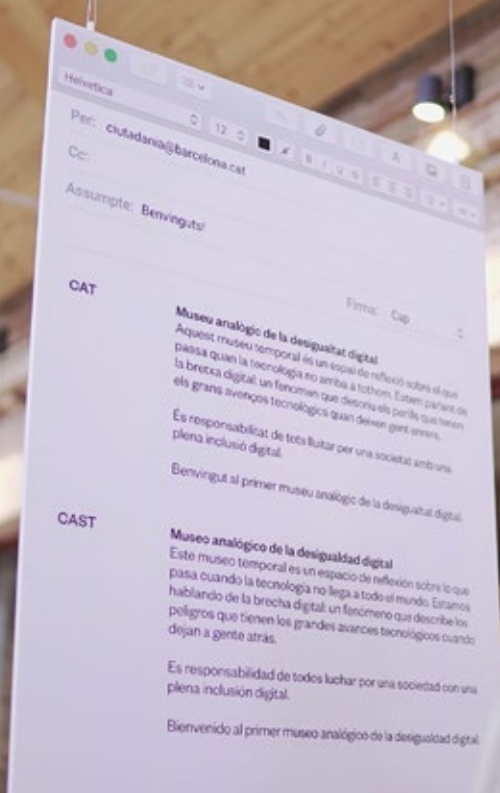 Helvetica
12
B I U S
Per: ciutadania@barcelona.cat
Cc:
Assumpte: Benvinguts!
Firma: Cap
CAT
Museu analògic de la desigualtat digital
Aquest museu temporal és un espai de reflexió sobre el que
passa quan la tecnologia no arriba a tothom. Estem parlant de
la bretxa digital: un fenomen que descriu els perills que tenen
els grans avenços tecnològics quan deixen gent enrere.
És responsabilitat de tots lluitar per una societat amb una
plena inclusió digital.
Benvingut al primer museu analògic de la desigualtat digital.
CAST
Museo analógico de la desigualdad digital
Este museo temporal es un espacio de reflexión sobre lo que
pasa cuando la tecnología no llega a todo el mundo. Estamos
hablando de la brecha digital: un fenómeno que describe los
peligros que tienen los grandes avances tecnológicos cuando
dejan a gente atrás.
Es responsabilidad de todos luchar por una sociedad con una
plena inclusión digital.
Bienvenido al primer museo analógico de la desigualdad digital.